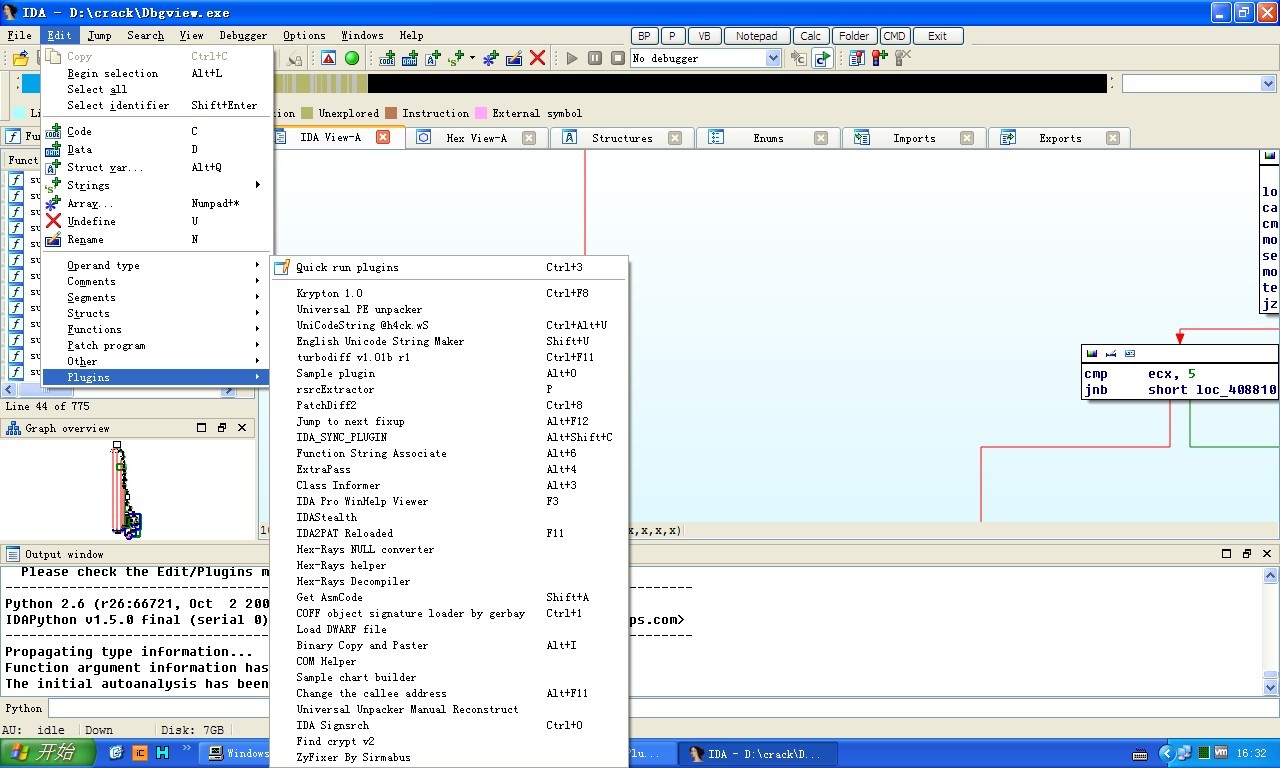 IDA - D:\crack\Dbgview.exe
File Edit Jump Search View Debugger Options Windows Help
BP P VB Notepad Calc Folder CMD Exit
No debugger
Unexplored Instruction External symbol
IDA View-A Hex View-A Structures Enums Imports Exports
Copy Ctrl+C
Begin selection Alt+L
Select all
Select identifier Shift+Enter
Code C
Data D
Struct var... Alt+Q
Strings
Array... Numpad+*
Undefine U
Rename N
Operand type
Comments
Segments
Structs
Functions
Patch program
Other
Plugins
Quick run plugins Ctrl+3
Krypton 1.0 Ctrl+F8
Universal PE unpacker
UniCodeString @h4ck.wS Ctrl+Alt+U
English Unicode String Maker Shift+U
turbodiff v1.01b r1 Ctrl+F11
Sample plugin Alt+0
rsrcExtractor P
PatchDiff2 Ctrl+8
Jump to next fixup Alt+F12
IDA_SYNC_PLUGIN Alt+Shift+C
Function String Associate Alt+6
ExtraPass Alt+4
Class Informer Alt+3
IDA Pro WinHelp Viewer F3
IDAStealth
IDA2PAT Reloaded F11
Hex-Rays NULL converter
Hex-Rays helper
Hex-Rays Decompiler
Get AsmCode Shift+A
COFF object signature loader by gerbay Ctrl+1
Load DWARF file
Binary Copy and Paster Alt+I
COM Helper
Sample chart builder
Change the callee address Alt+F11
Universal Unpacker Manual Reconstruct
IDA Signsrch Ctrl+0
Find crypt v2
ZyFixer By Sirmabus
lo
ca
cm
mo
se
mo
te
jz
cmp ecx, 5
jnb short loc_408810
x,x,x)
Funct
Line 44 of 775
Graph overview
Output window
Please check the Edit/Plugins m
Python 2.6 (r26:66721, Oct 2 200
IDAPython v1.5.0 final (serial 0) ps.com>
Propagating type information...
Function argument information has
The initial autoanalysis has been
Python
AU: idle Down Disk: 7GB
开始 Windows lu... IDA - D:\crack\D... 16:32